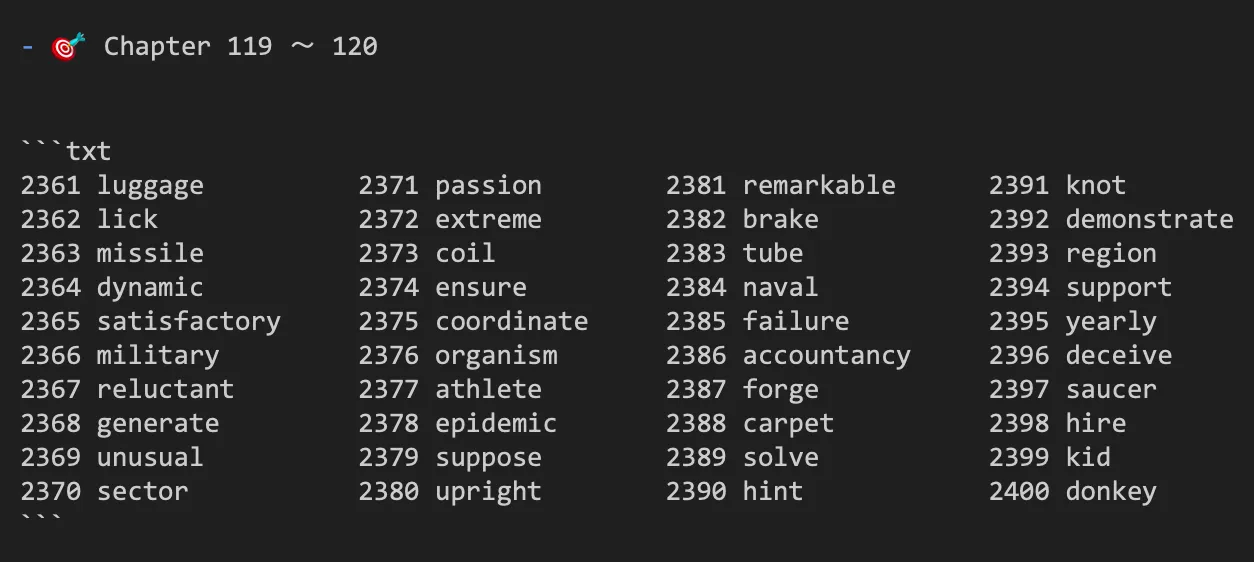 - 🎯 Chapter 119 ～ 120
```txt
2361 luggage          2371 passion        2381 remarkable      2391 knot
2362 lick             2372 extreme        2382 brake           2392 demonstrate
2363 missile          2373 coil           2383 tube            2393 region
2364 dynamic          2374 ensure         2384 naval           2394 support
2365 satisfactory     2375 coordinate     2385 failure         2395 yearly
2366 military         2376 organism       2386 accountancy     2396 deceive
2367 reluctant        2377 athlete        2387 forge           2397 saucer
2368 generate         2378 epidemic       2388 carpet          2398 hire
2369 unusual          2379 suppose        2389 solve           2399 kid
2370 sector           2380 upright        2390 hint            2400 donkey
```